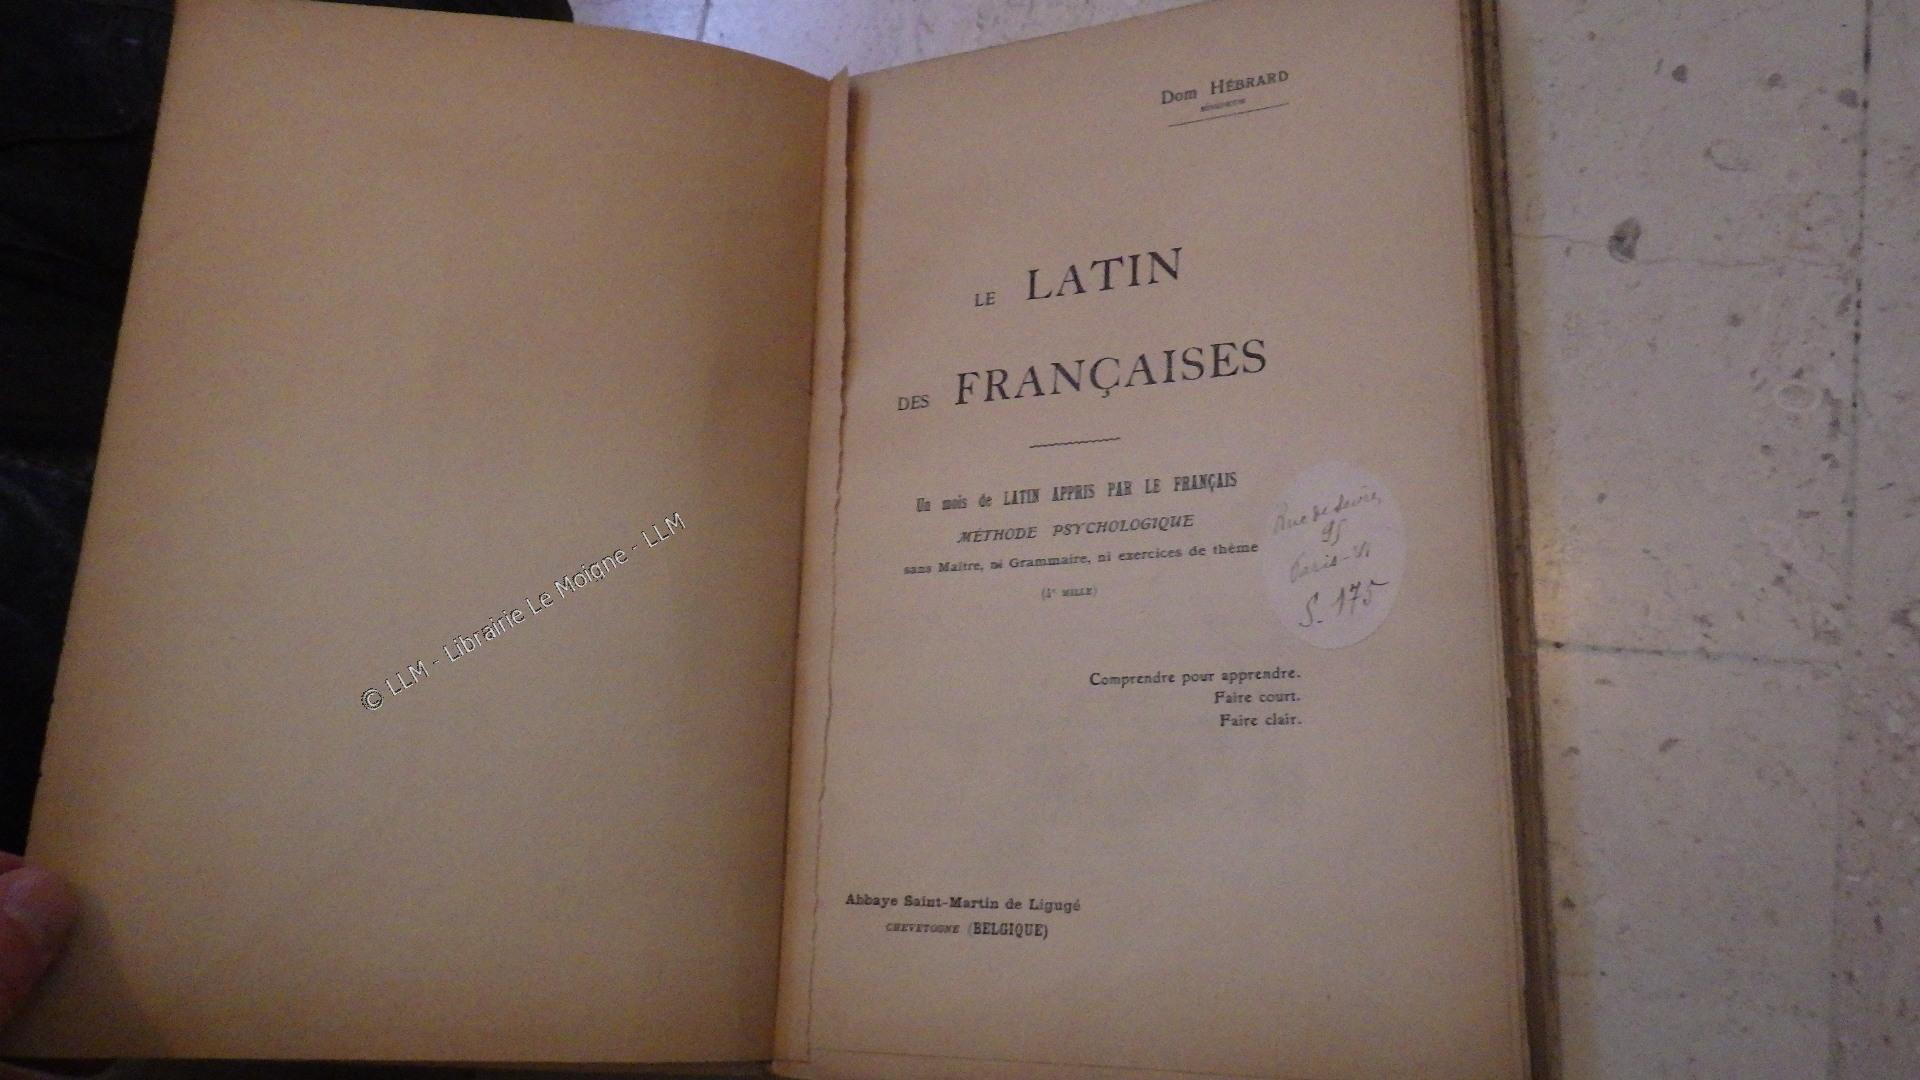 Dom HÉBRARD
LE LATIN
DES FRANÇAISES
Un mois de LATIN APPRIS PAR LE FRANÇAIS
MÉTHODE PSYCHOLOGIQUE
sans Maître, ni Grammaire, ni exercices de thème
MILLE)
Rue de
95
Paris-VI
S. 175
Comprendre pour apprendre.
Faire court.
Faire clair.
Abbaye Saint-Martin de Ligugé
CHEVETOGNE (BELGIQUE)
© LLM - Librairie Le Moigne - LLM